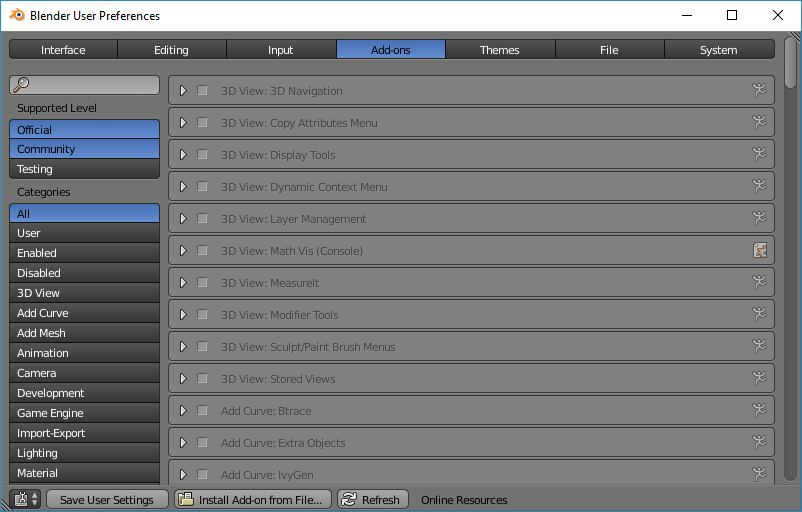 Blender User Preferences
Interface Editing Input Add-ons Themes File System
Supported Level
Official
Community
Testing
Categories
All
User
Enabled
Disabled
3D View
Add Curve
Add Mesh
Animation
Camera
Development
Game Engine
Import-Export
Lighting
Material
3D View: 3D Navigation
3D View: Copy Attributes Menu
3D View: Display Tools
3D View: Dynamic Context Menu
3D View: Layer Management
3D View: Math Vis (Console)
3D View: MeasureIt
3D View: Modifier Tools
3D View: Sculpt/Paint Brush Menus
3D View: Stored Views
Add Curve: Btrace
Add Curve: Extra Objects
Add Curve: IvyGen
Save User Settings Install Add-on from File... Refresh Online Resources